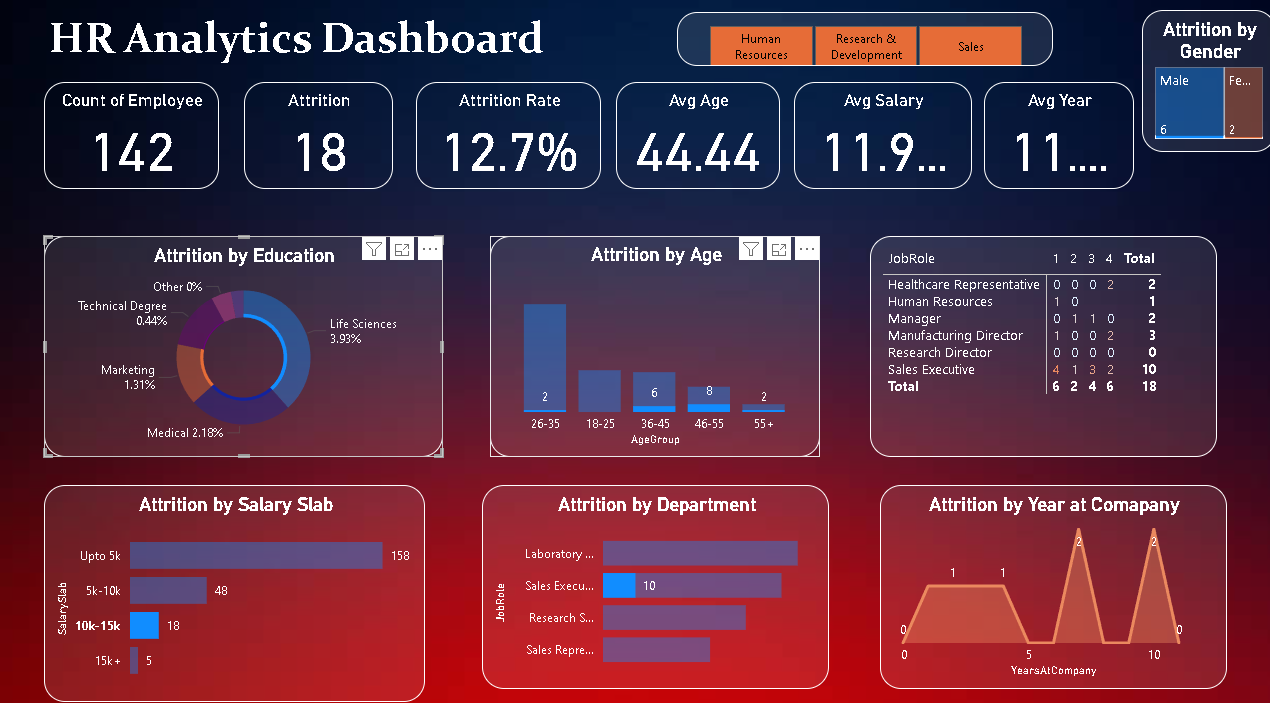 HR Analytics Dashboard
Human
Resources
Research &
Development
Sales
Attrition by
Gender
Male
Fe...
6
2
Count of Employee
142
Attrition
18
Attrition Rate
12.7%
Avg Age
44.44
Avg Salary
11.9...
Avg Year
11....
Attrition by Education
Other 0%
Technical Degree
0.44%
Life Sciences
3.93%
Marketing
1.31%
Medical 2.18%
Attrition by Age
2
6
8
2
26-35
18-25
36-45
46-55
55+
AgeGroup
JobRole 1 2 3 4 Total
Healthcare Representative 0 0 0 2 2
Human Resources 1 0 1
Manager 0 1 1 0 2
Manufacturing Director 1 0 0 2 3
Research Director 0 0 0 0 0
Sales Executive 4 1 3 2 10
Total 6 2 4 6 18
Attrition by Salary Slab
SalarySlab
Upto 5k 158
5k-10k 48
10k-15k 18
15k+ 5
Attrition by Department
JobRole
Laboratory ...
Sales Execu... 10
Research S...
Sales Repre...
Attrition by Year at Comapany
0
1
1
2
2
0
0
5
10
YearsAtCompany